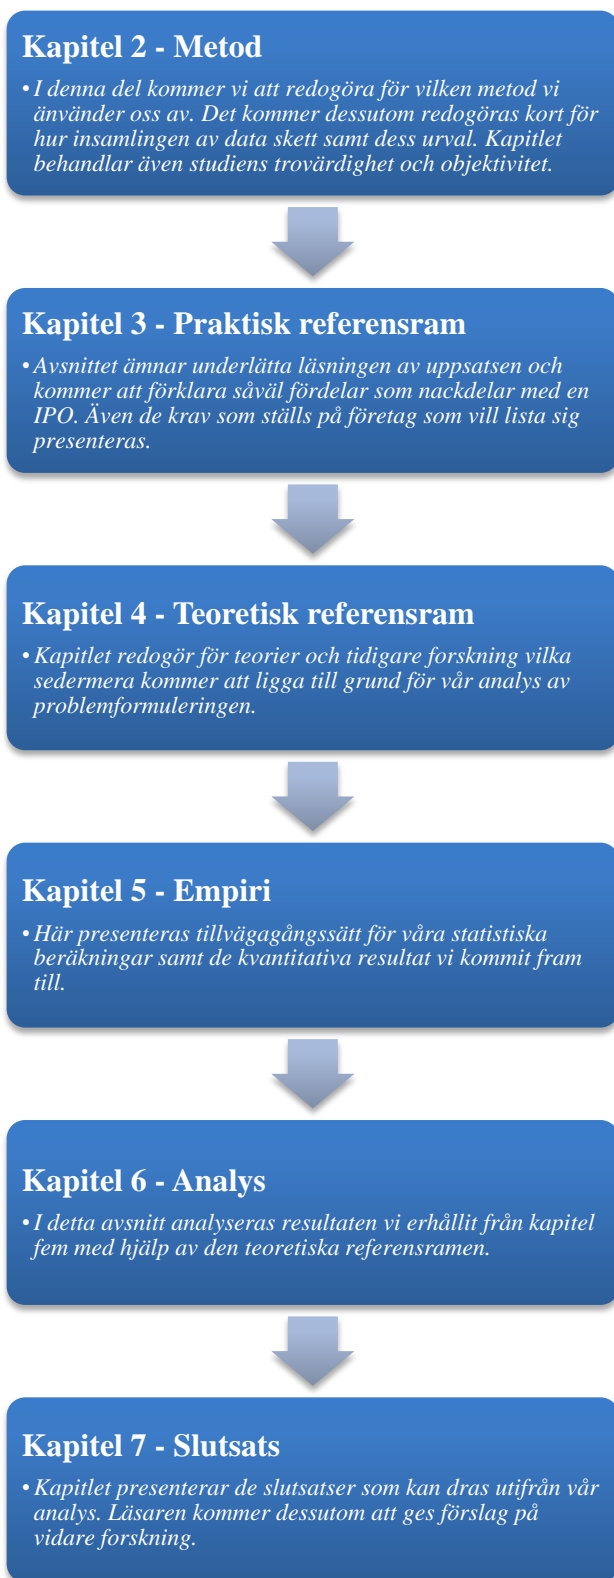 Kapitel 2 - Metod
• I denna del kommer vi att redogöra för vilken metod vi
änvänder oss av. Det kommer dessutom redogöras kort för
hur insamlingen av data skett samt dess urval. Kapitlet
behandlar även studiens trovärdighet och objektivitet.
Kapitel 3 - Praktisk referensram
• Avsnittet ämnar underlätta läsningen av uppsatsen och
kommer att förklara såväl fördelar som nackdelar med en
IPO. Även de krav som ställs på företag som vill lista sig
presenteras.
Kapitel 4 - Teoretisk referensram
• Kapitlet redogör för teorier och tidigare forskning vilka
sedermera kommer att ligga till grund för vår analys av
problemformuleringen.
Kapitel 5 - Empiri
• Här presenteras tillvägagångssätt för våra statistiska
beräkningar samt de kvantitativa resultat vi kommit fram
till.
Kapitel 6 - Analys
• I detta avsnitt analyseras resultaten vi erhållit från kapitel
fem med hjälp av den teoretiska referensramen.
Kapitel 7 - Slutsats
• Kapitlet presenterar de slutsatser som kan dras utifrån vår
analys. Läsaren kommer dessutom att ges förslag på
vidare forskning.